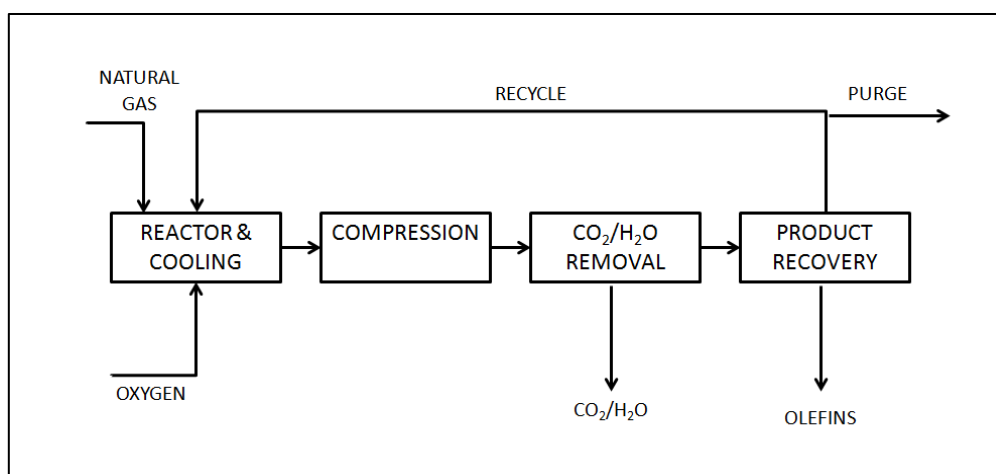 NATURAL
GAS
RECYCLE
PURGE
REACTOR &
COOLING
COMPRESSION
CO₂/H₂O
REMOVAL
PRODUCT
RECOVERY
OXYGEN
CO₂/H₂O
OLEFINS